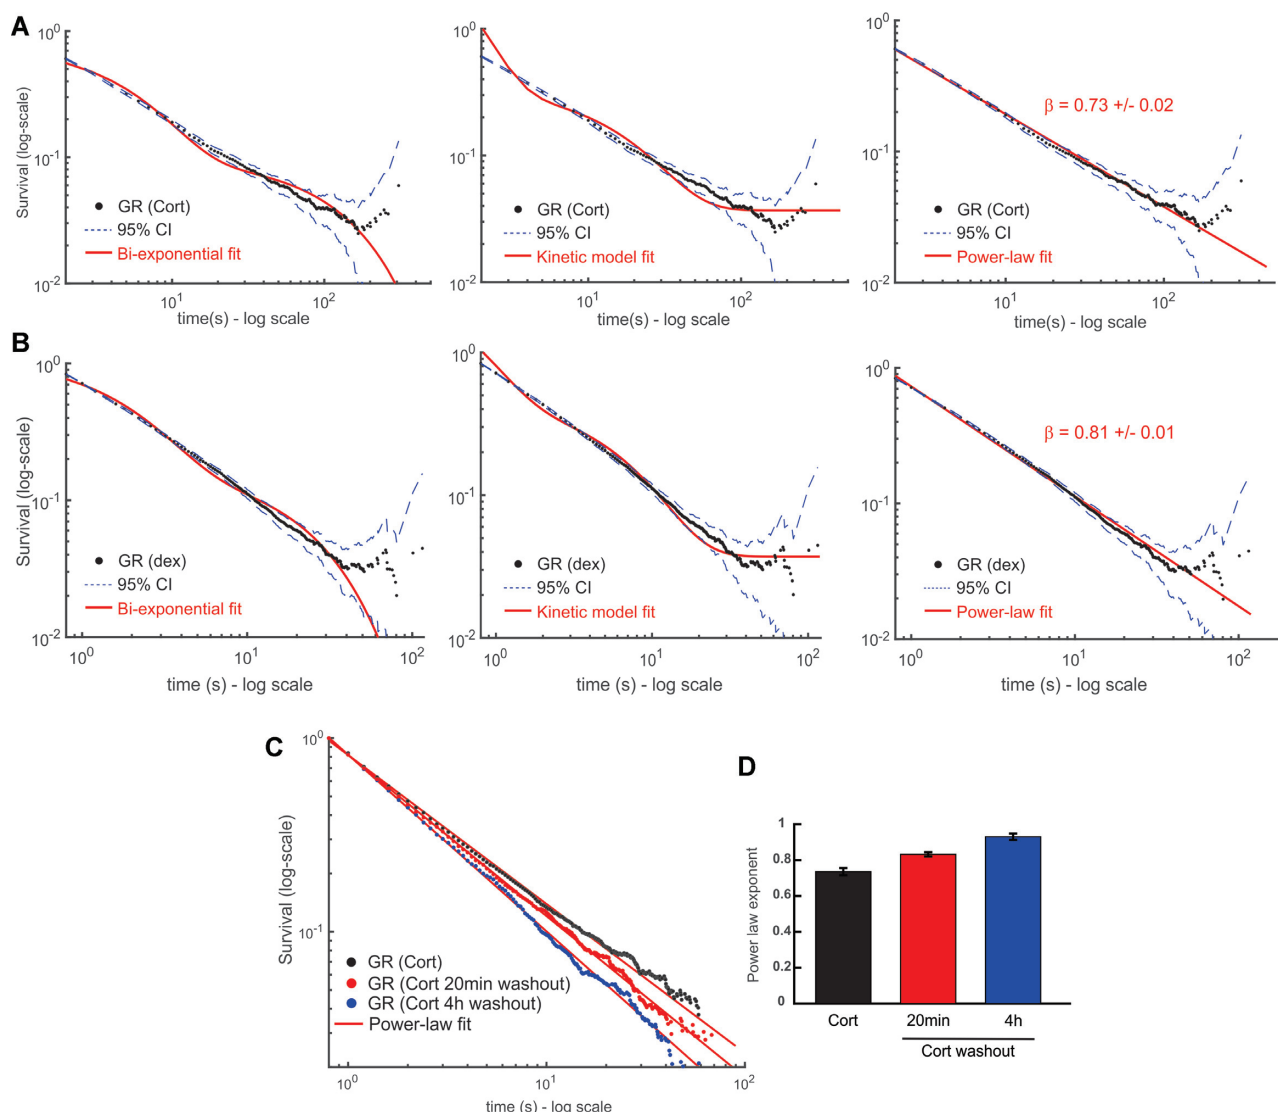 A
10^0
10^-1
10^-2
Survival (log-scale)
GR (Cort)
95% CI
Bi-exponential fit
10^1
10^2
time(s) - log scale
10^0
10^-1
10^-2
GR (Cort)
95% CI
Kinetic model fit
10^1
10^2
time(s) - log scale
10^0
10^-1
10^-2
β = 0.73 +/- 0.02
GR (Cort)
95% CI
Power-law fit
10^1
10^2
time(s) - log scale
B
10^0
10^-1
10^-2
Survival (log-scale)
GR (dex)
95% CI
Bi-exponential fit
10^0
10^1
10^2
time (s) - log scale
10^0
10^-1
10^-2
GR (dex)
95% CI
Kinetic model fit
10^0
10^1
10^2
time (s) - log scale
10^0
10^-1
10^-2
β = 0.81 +/- 0.01
GR (dex)
95% CI
Power-law fit
10^0
10^1
10^2
time (s) - log scale
C
10^0
10^-1
Survival (log-scale)
GR (Cort)
GR (Cort 20min washout)
GR (Cort 4h washout)
Power-law fit
10^0
10^1
10^2
time (s) - log scale
D
Power law exponent
1
0.8
0.6
0.4
0.2
0
Cort
20min
4h
Cort washout